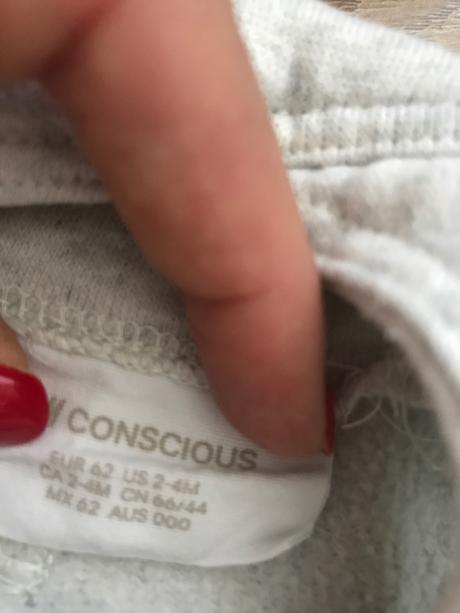 // CONSCIOUS
EUR 62 US 2-4M
CA 2-4M CN 66/44
MX 62 AUS 000